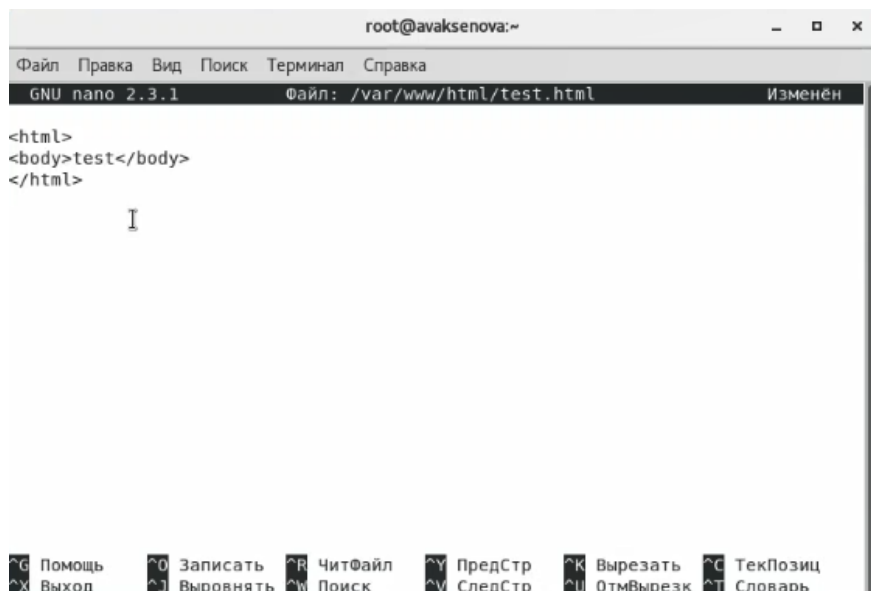 root@avaksenova:~
Файл Правка Вид Поиск Терминал Справка
GNU nano 2.3.1 Файл: /var/www/html/test.html Изменён
<html>
<body>test</body>
</html>
^G Помощь ^O Записать ^R ЧитФайл ^Y ПредСтр ^K Вырезать ^C ТекПозиц
^X Выход ^J Выровнять ^W Поиск ^V СледСтр ^U ОтмВырезк ^T Словарь